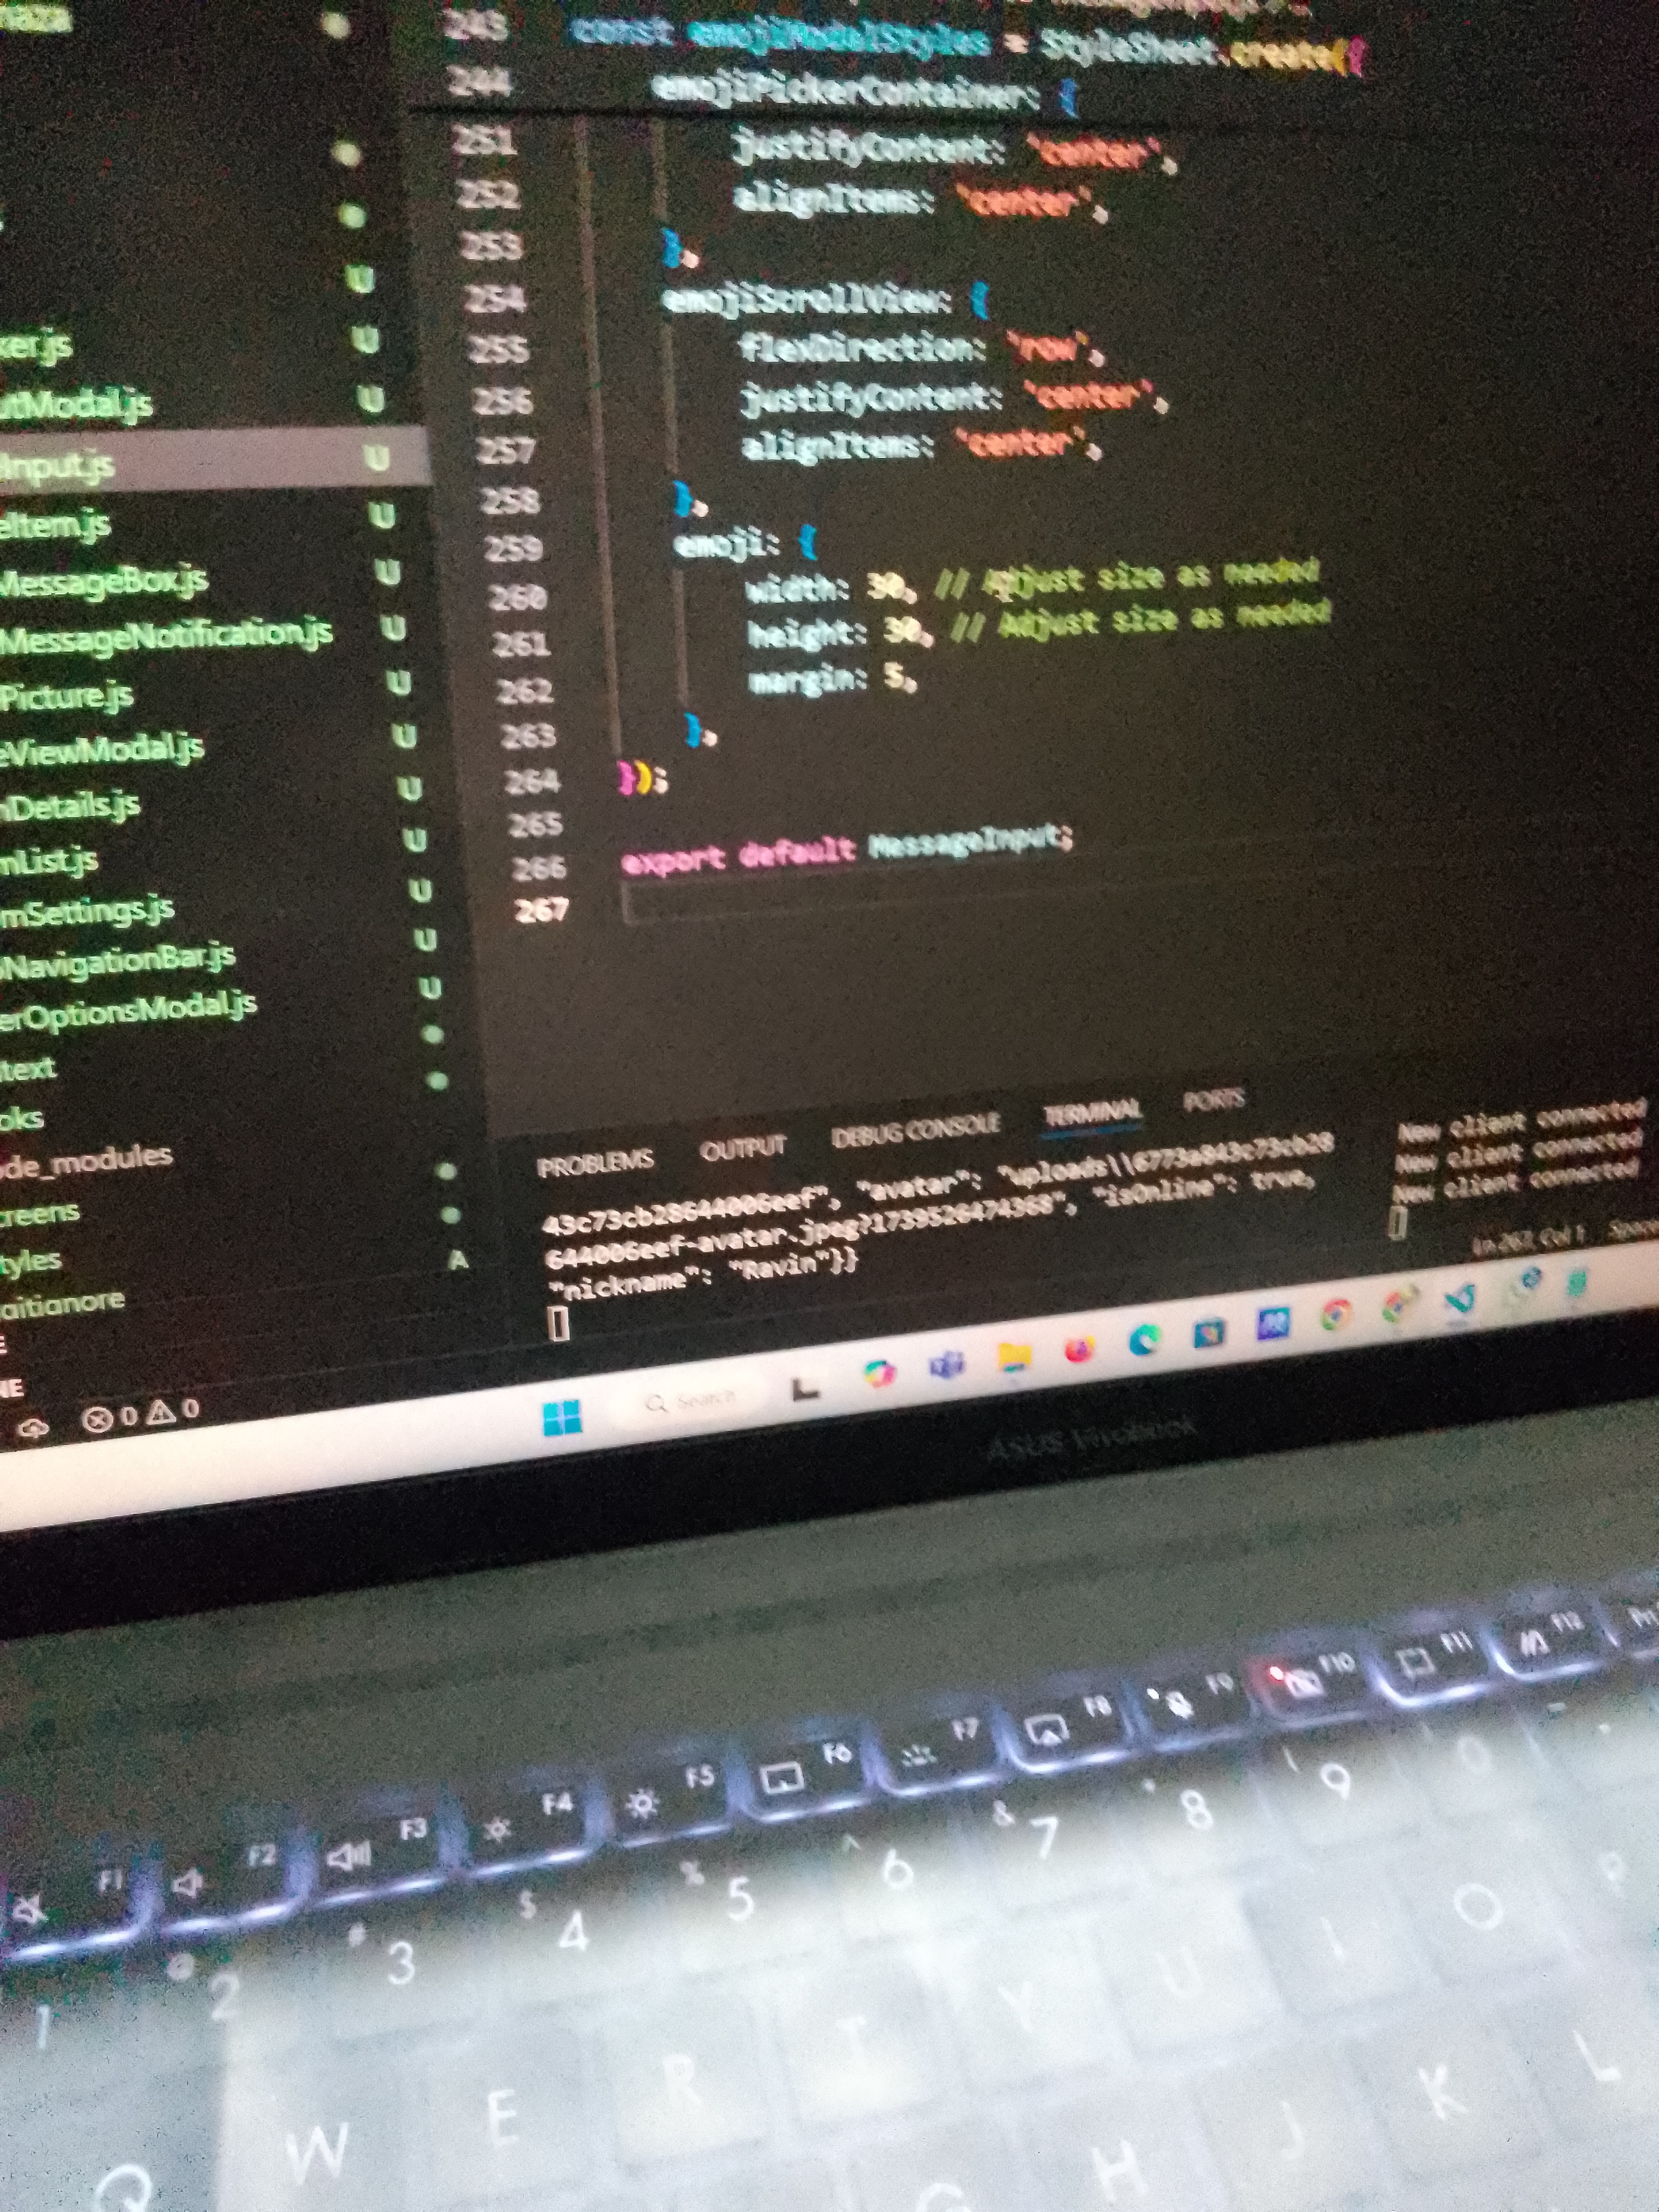 243 const emojiModalStyles = StyleSheet.create({
244 emojiPickerContainer: {
251 justifyContent: 'center',
252 alignItems: 'center',
253 },
254 emojiScrollView: {
255 flexDirection: 'row',
256 justifyContent: 'center',
257 alignItems: 'center',
258 },
259 emoji: {
260 width: 30, // Adjust size as needed
261 height: 30, // Adjust size as needed
262 margin: 5,
263 },
264 });
265
266 export default MessageInput;
267
U
ker.js U
utModal.js U
Input.js U
eItem.js U
MessageBox.js U
MessageNotification.js U
Picture.js U
eViewModal.js U
nDetails.js U
mList.js U
mSettings.js U
NavigationBar.js U
erOptionsModal.js U
text
oks
de_modules
creens
tyles A
gitignore
E
NE
0 0
PROBLEMS OUTPUT DEBUG CONSOLE TERMINAL PORTS
43c73cb28644006eef", "avatar": "uploads\\6773a843c73cb28
644006eef-avatar.jpeg?1739526474368", "isOnline": true,
"nickname": "Ravin"}}
New client connected
New client connected
New client connected
Ln 267, Col 1
Search
ASUS Vivobook
F1 F2 F3 F4 F5 F6 F7 F8 F9 F10 F11 F12
1 @ 2 # 3 $ 4 % 5 ^ 6 & 7 * 8 ( 9 ) 0
Q W E R T Y U I O P
G H J K L